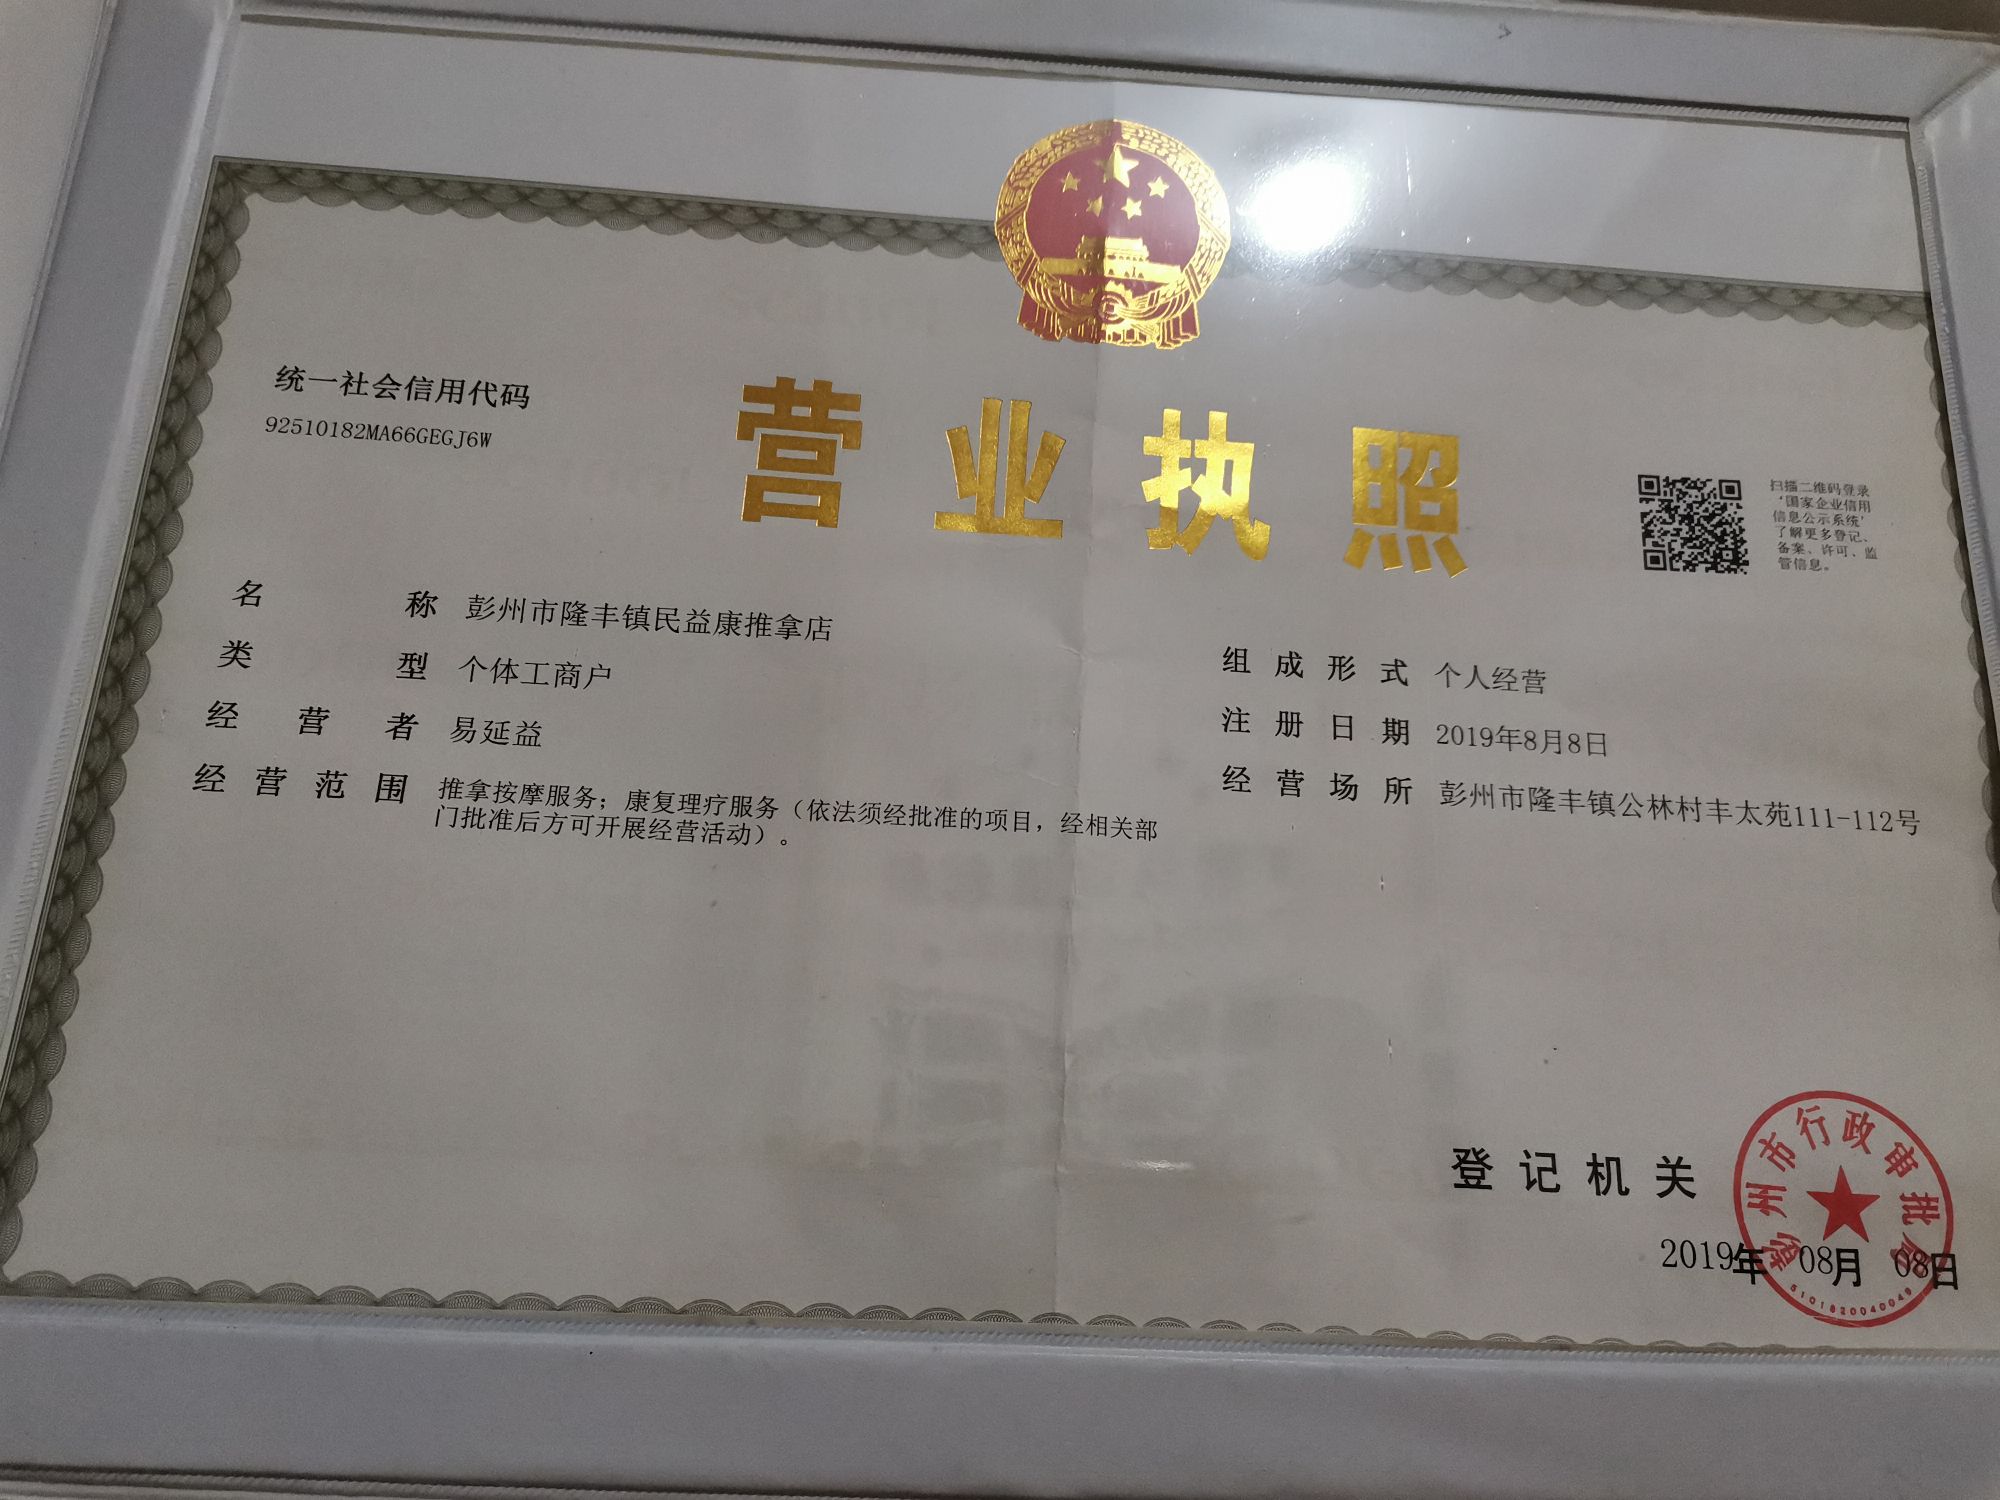 统一社会信用代码
92510182MA66GEGJ6W
营业执照
扫描二维码登录
‘国家企业信用
信息公示系统’
了解更多登记、
备案、许可、监
管信息。
名称 彭州市隆丰镇民益康推拿店
类型 个体工商户
经营者 易延益
经营范围 推拿按摩服务；康复理疗服务（依法须经批准的项目，经相关部
门批准后方可开展经营活动）。
组成形式 个人经营
注册日期 2019年8月8日
经营场所 彭州市隆丰镇公林村丰太苑111-112号
登记机关
彭州市行政审批局
5101820040049
2019年 08月 08日